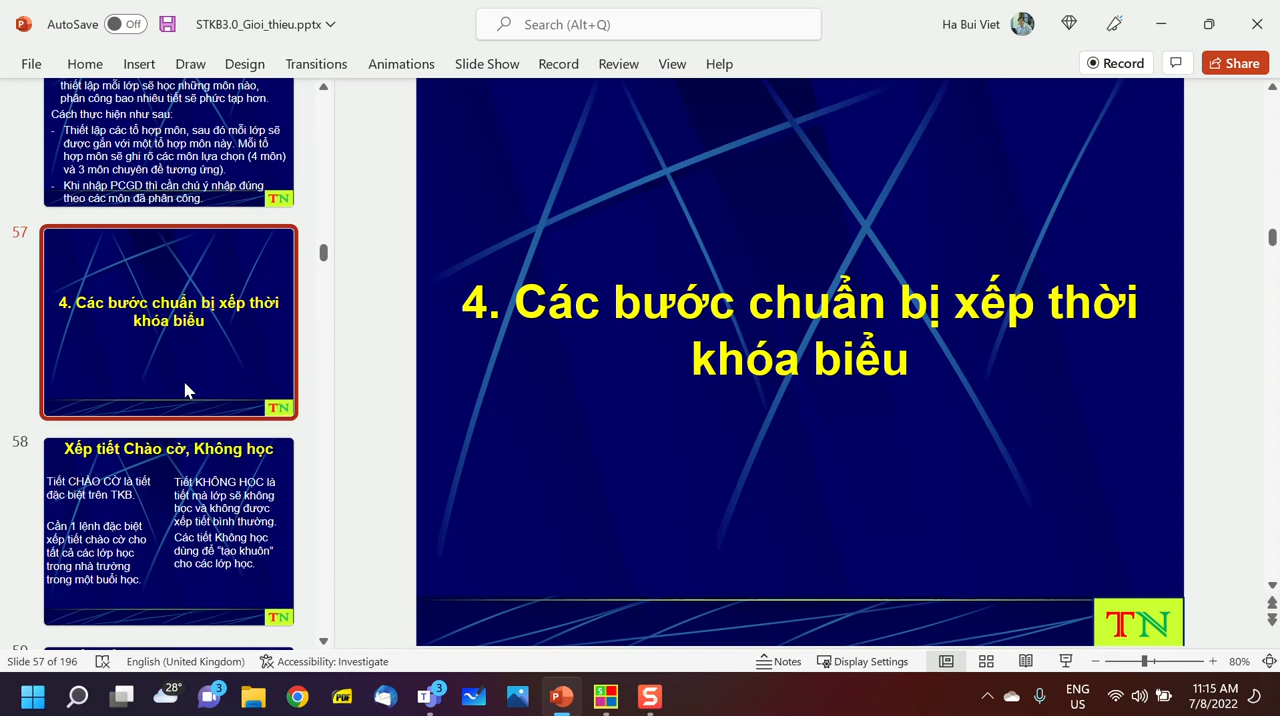 AutoSave Off STKB3.0_Gioi_thieu.pptx Search (Alt+Q) Ha Bui Viet
File Home Insert Draw Design Transitions Animations Slide Show Record Review View Help Record Share
thiết lập mỗi lớp sẽ học những môn nào,
phân công bao nhiêu tiết sẽ phức tạp hơn.
Cách thực hiện như sau:
- Thiết lập các tổ hợp môn, sau đó mỗi lớp sẽ
được gắn với một tổ hợp môn này. Mỗi tổ
hợp môn sẽ ghi rõ các môn lựa chọn (4 môn)
và 3 môn chuyên đề tương ứng).
- Khi nhập PCGD thì cần chú ý nhập đúng
theo các môn đã phân công.
TN
57
4. Các bước chuẩn bị xếp thời
khóa biểu
TN
58
Xếp tiết Chào cờ, Không học
Tiết CHÀO CỜ là tiết
đặc biệt trên TKB.
Cần 1 lệnh đặc biệt
xếp tiết chào cờ cho
tất cả các lớp học
trong nhà trường
trong một buổi học.
Tiết KHÔNG HỌC là
tiết mà lớp sẽ không
học và không được
xếp tiết bình thường.
Các tiết Không học
dùng để “tạo khuôn”
cho các lớp học.
TN
4. Các bước chuẩn bị xếp thời
khóa biểu
TN
Slide 57 of 196 English (United Kingdom) Accessibility: Investigate Notes Display Settings 80%
28° 3 PDF 3 ENG
US
11:15 AM
7/8/2022